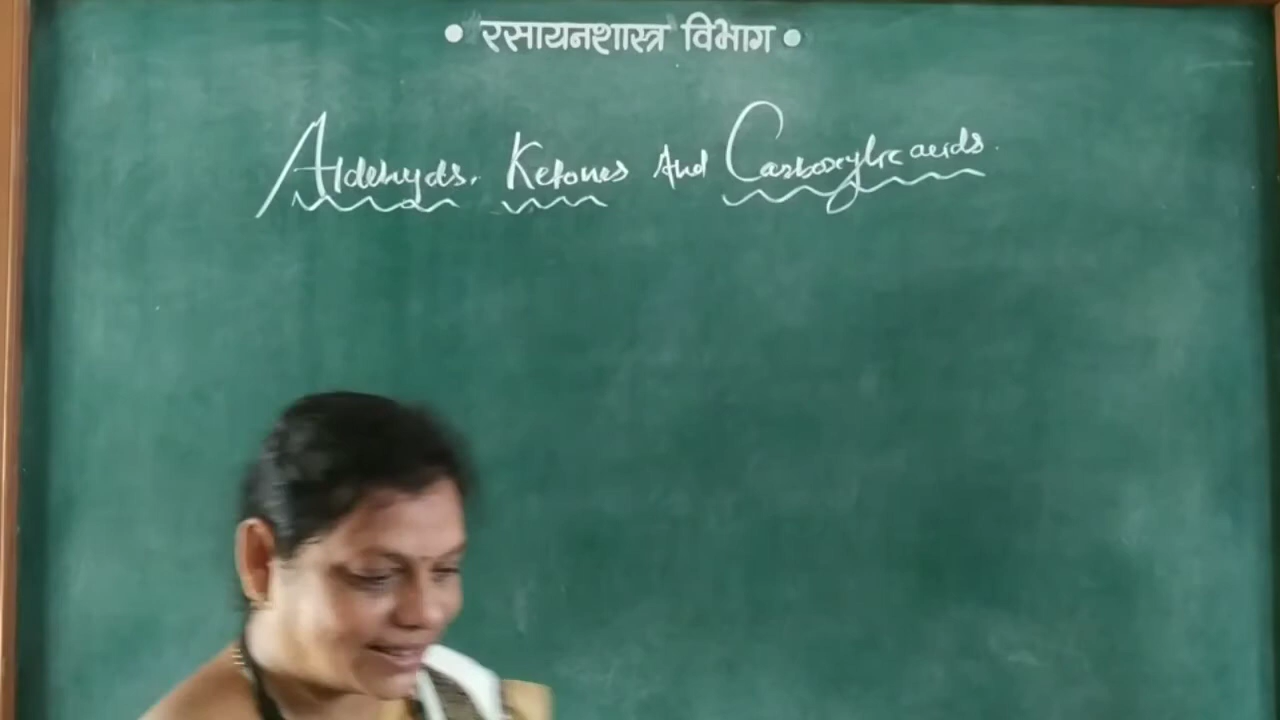 • रसायनशास्त्र विभाग •
Aldehyds, Ketones And Carboxylic acids.